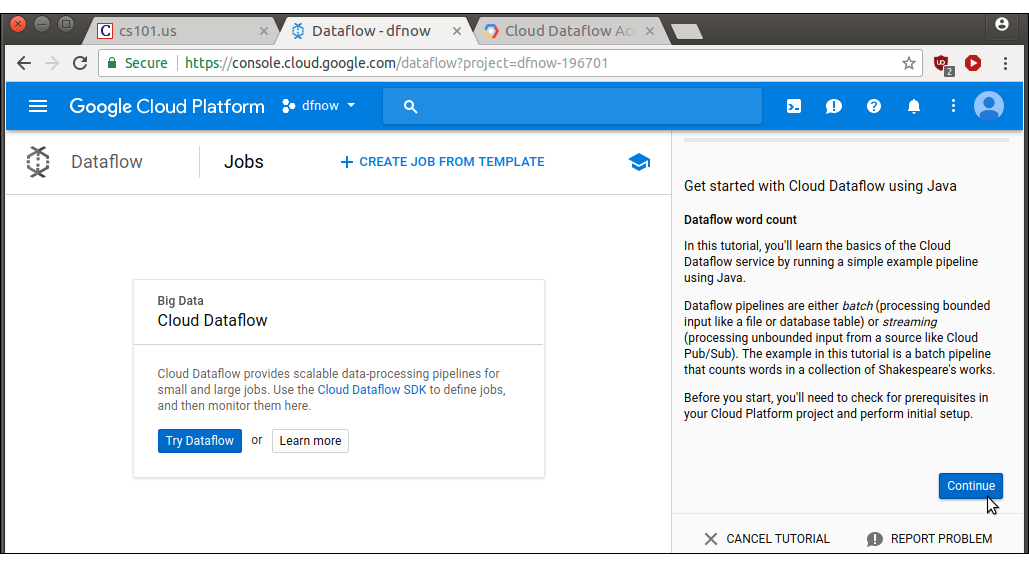 cs101.us
Dataflow - dfnow
Cloud Dataflow Acc
Secure
https://console.cloud.google.com/dataflow?project=dfnow-196701
2
Google Cloud Platform
dfnow
Dataflow
Jobs
+ CREATE JOB FROM TEMPLATE
Big Data
Cloud Dataflow
Cloud Dataflow provides scalable data-processing pipelines for
small and large jobs. Use the Cloud Dataflow SDK to define jobs,
and then monitor them here.
Try Dataflow or Learn more
Get started with Cloud Dataflow using Java
Dataflow word count
In this tutorial, you'll learn the basics of the Cloud
Dataflow service by running a simple example pipeline
using Java.
Dataflow pipelines are either batch (processing bounded
input like a file or database table) or streaming
(processing unbounded input from a source like Cloud
Pub/Sub). The example in this tutorial is a batch pipeline
that counts words in a collection of Shakespeare's works.
Before you start, you'll need to check for prerequisites in
your Cloud Platform project and perform initial setup.
Continue
CANCEL TUTORIAL
REPORT PROBLEM